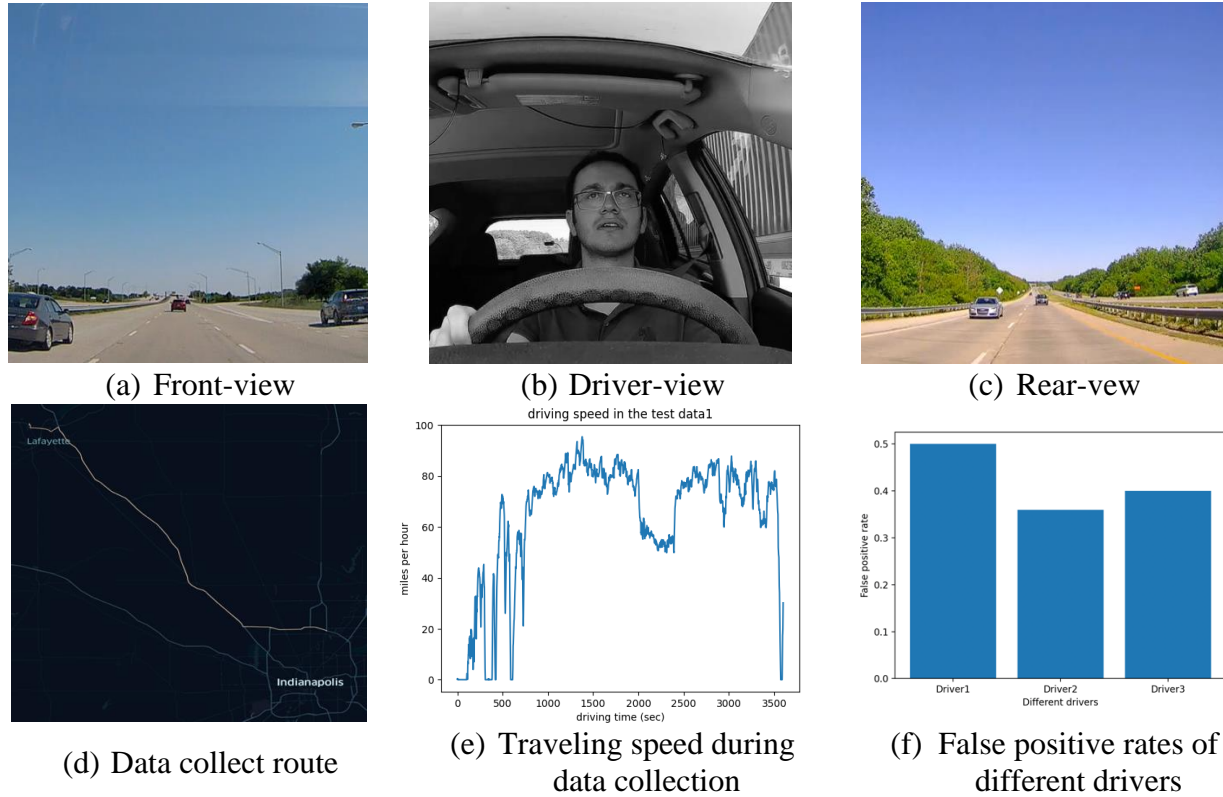 (a) Front-view
(b) Driver-view
(c) Rear-vew
Lafayette
Indianapolis
(d) Data collect route
driving speed in the test data1
100
80
60
40
20
0
miles per hour
0 500 1000 1500 2000 2500 3000 3500
driving time (sec)
(e) Traveling speed during
data collection
0.5
0.4
0.3
0.2
0.1
0.0
False positive rate
Driver1 Driver2 Driver3
Different drivers
(f) False positive rates of
different drivers